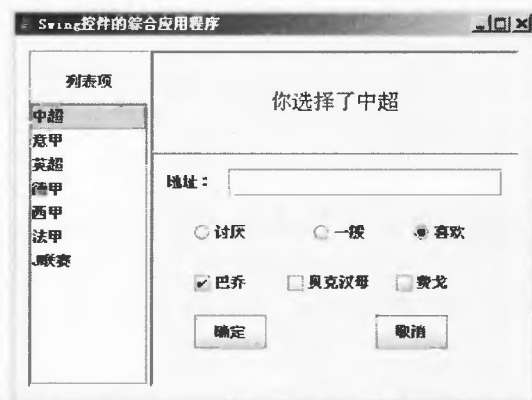 Swing控件的综合应用程序
列表项
中超
意甲
英超
德甲
西甲
法甲
J联赛
你选择了中超
地址：
讨厌 一般 喜欢
巴乔 奥克汉母 费戈
确定 取消